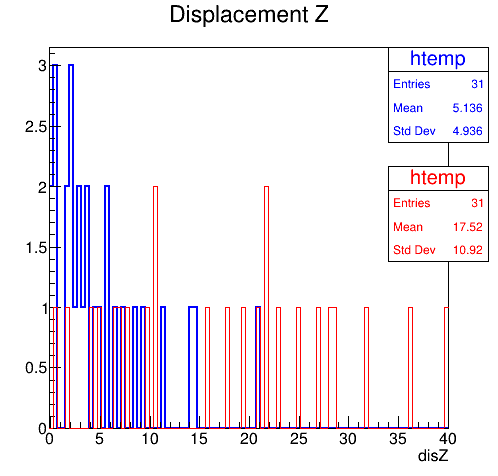 Displacement Z
htemp
Entries 31
Mean 5.136
Std Dev 4.936
htemp
Entries 31
Mean 17.52
Std Dev 10.92
3
2.5
2
1.5
1
0.5
0
0 5 10 15 20 25 30 35 40
disZ